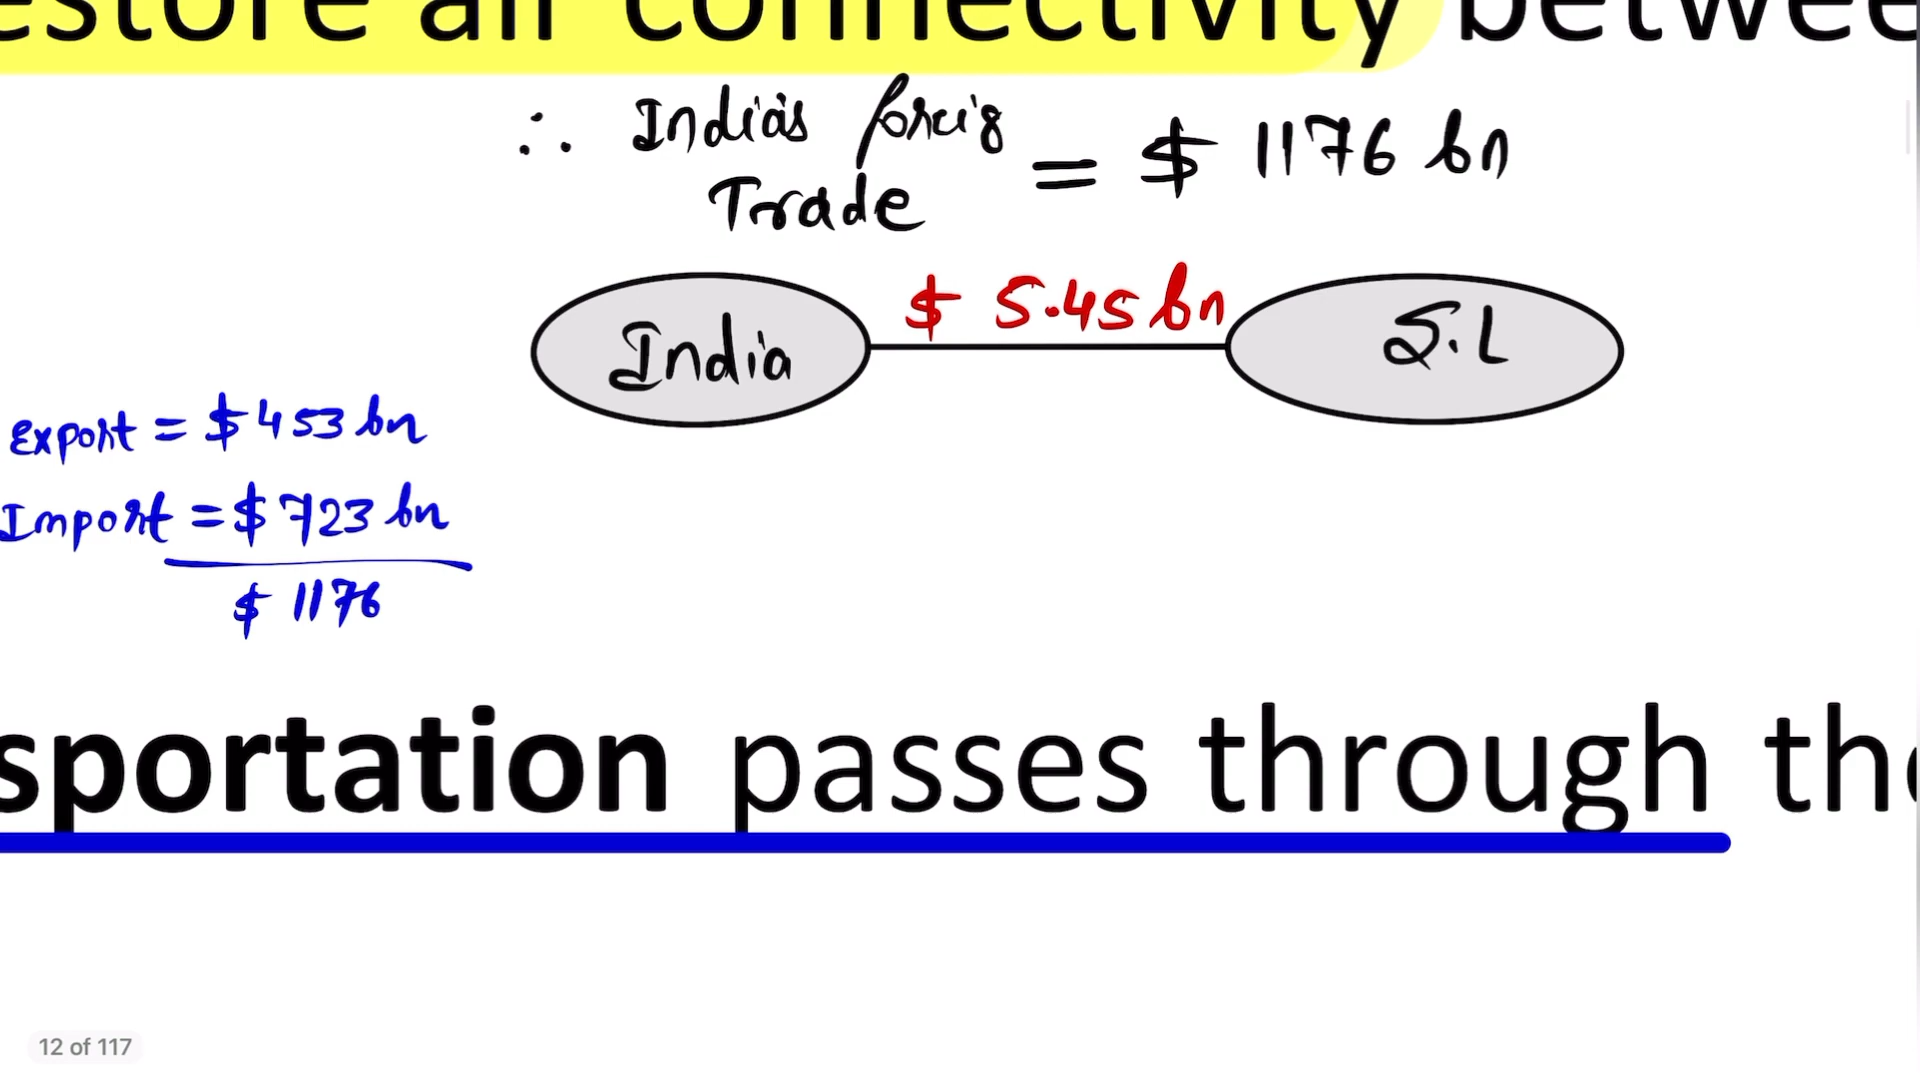 estore air connectivity betwee
∴ India's foreig = $ 1176 bn
Trade
India $ 5.45 bn S.L
Export = $ 453 bn
Import = $ 723 bn
$ 1176
sportation passes through the
12 of 117